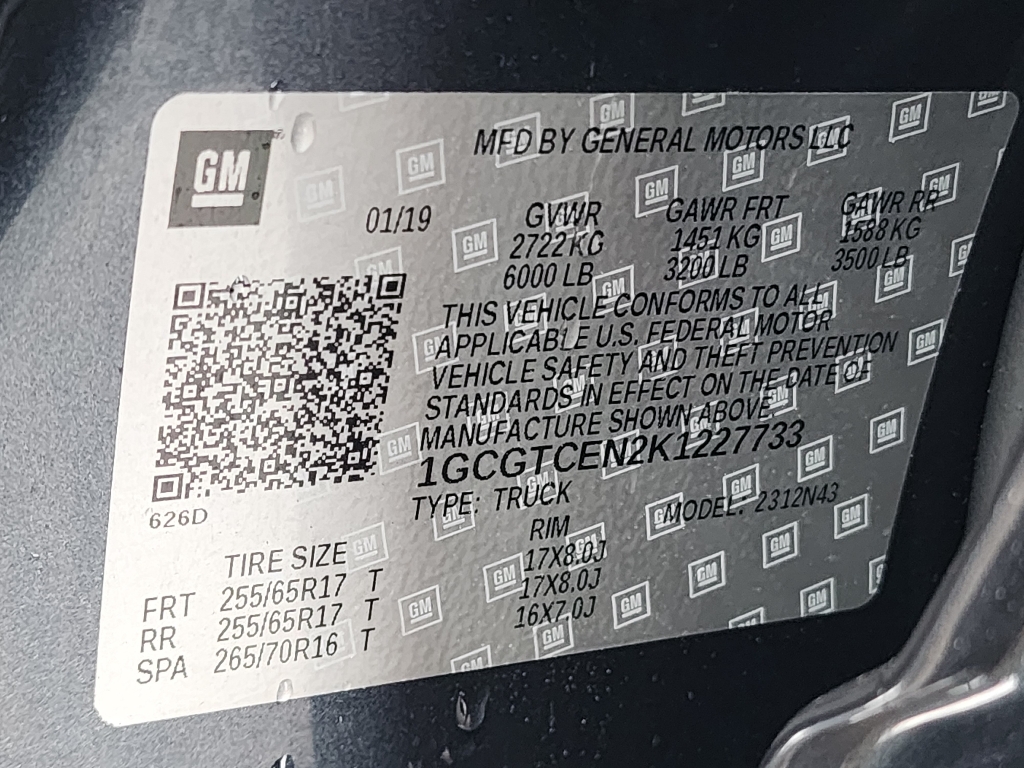 GM
MFD BY GENERAL MOTORS LLC
01/19 GVWR GAWR FRT GAWR RR
2722 KG 1451 KG 1588 KG
6000 LB 3200 LB 3500 LB
THIS VEHICLE CONFORMS TO ALL
APPLICABLE U.S. FEDERAL MOTOR
VEHICLE SAFETY AND THEFT PREVENTION
STANDARDS IN EFFECT ON THE DATE OF
MANUFACTURE SHOWN ABOVE.
1GCGTCEN2K1227733
TYPE: TRUCK MODEL: 2312N43
626D
TIRE SIZE RIM
FRT 255/65R17 T 17X8.0J
RR 255/65R17 T 17X8.0J
SPA 265/70R16 T 16X7.0J